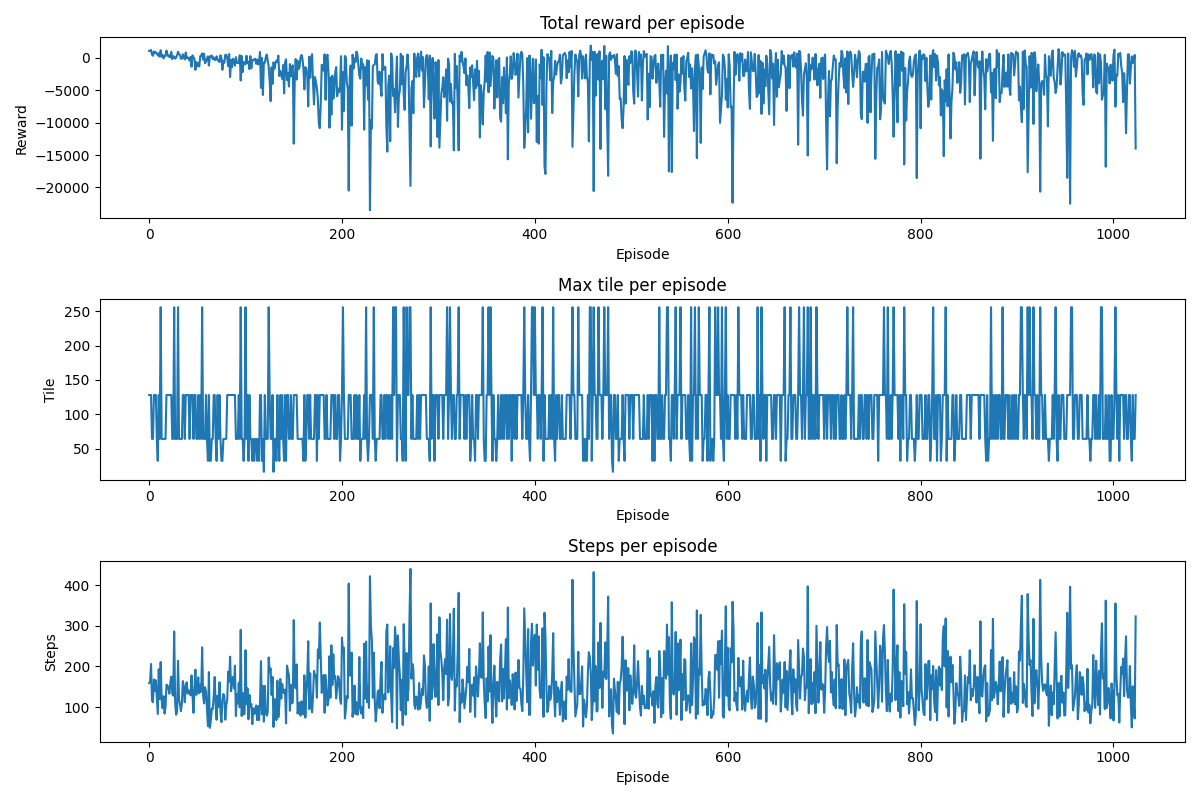 Total reward per episode
0
−5000
−10000
−15000
−20000
Reward
0 200 400 600 800 1000
Episode
Max tile per episode
250
200
150
100
50
Tile
0 200 400 600 800 1000
Episode
Steps per episode
400
300
200
100
Steps
0 200 400 600 800 1000
Episode